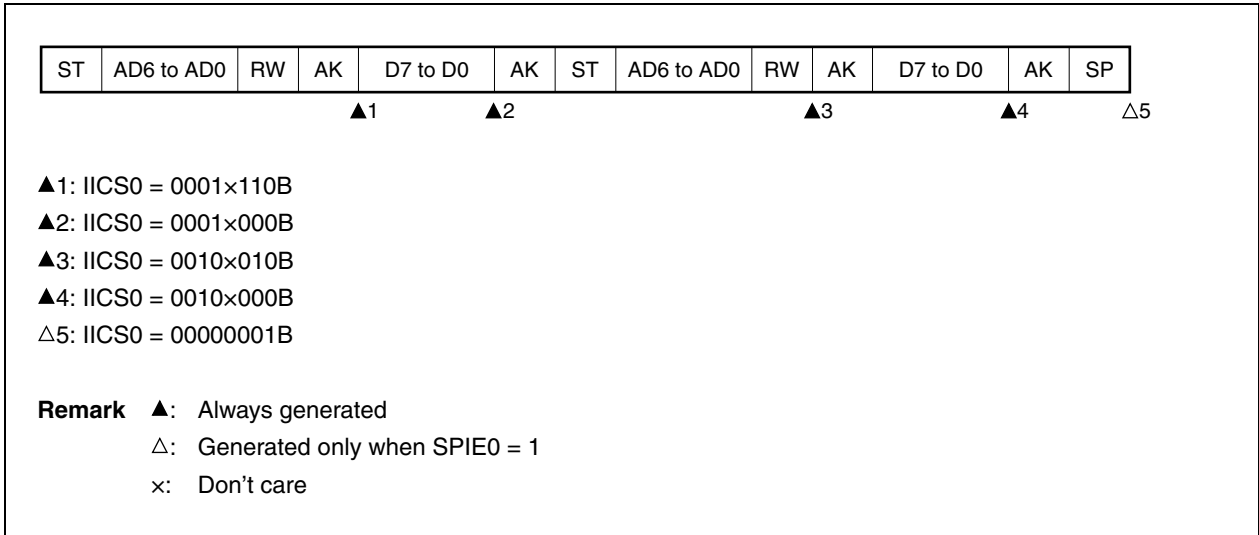 ST AD6 to AD0 RW AK D7 to D0 AK ST AD6 to AD0 RW AK D7 to D0 AK SP
▲1 ▲2 ▲3 ▲4 △5
▲1: IICS0 = 0001×110B
▲2: IICS0 = 0001×000B
▲3: IICS0 = 0010×010B
▲4: IICS0 = 0010×000B
△5: IICS0 = 00000001B
Remark ▲: Always generated
△: Generated only when SPIE0 = 1
×: Don't care